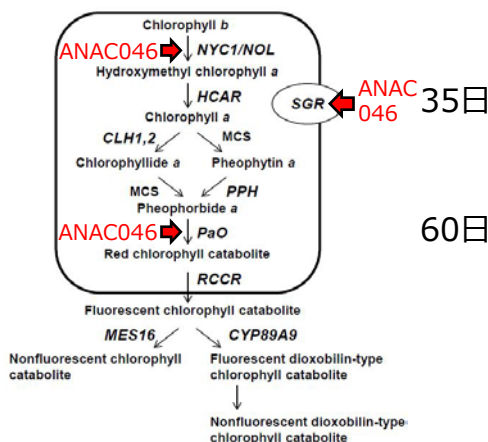 Chlorophyll b
ANAC046
NYC1/NOL
Hydroxymethyl chlorophyll a
HCAR
SGR
ANAC
046
35日
Chlorophyll a
CLH1,2
MCS
Chlorophyllide a
Pheophytin a
MCS
PPH
Pheophorbide a
ANAC046
PaO
60日
Red chlorophyll catabolite
RCCR
Fluorescent chlorophyll catabolite
MES16
CYP89A9
Nonfluorescent chlorophyll
catabolite
Fluorescent dioxobilin-type
chlorophyll catabolite
Nonfluorescent dioxobilin-type
chlorophyll catabolite